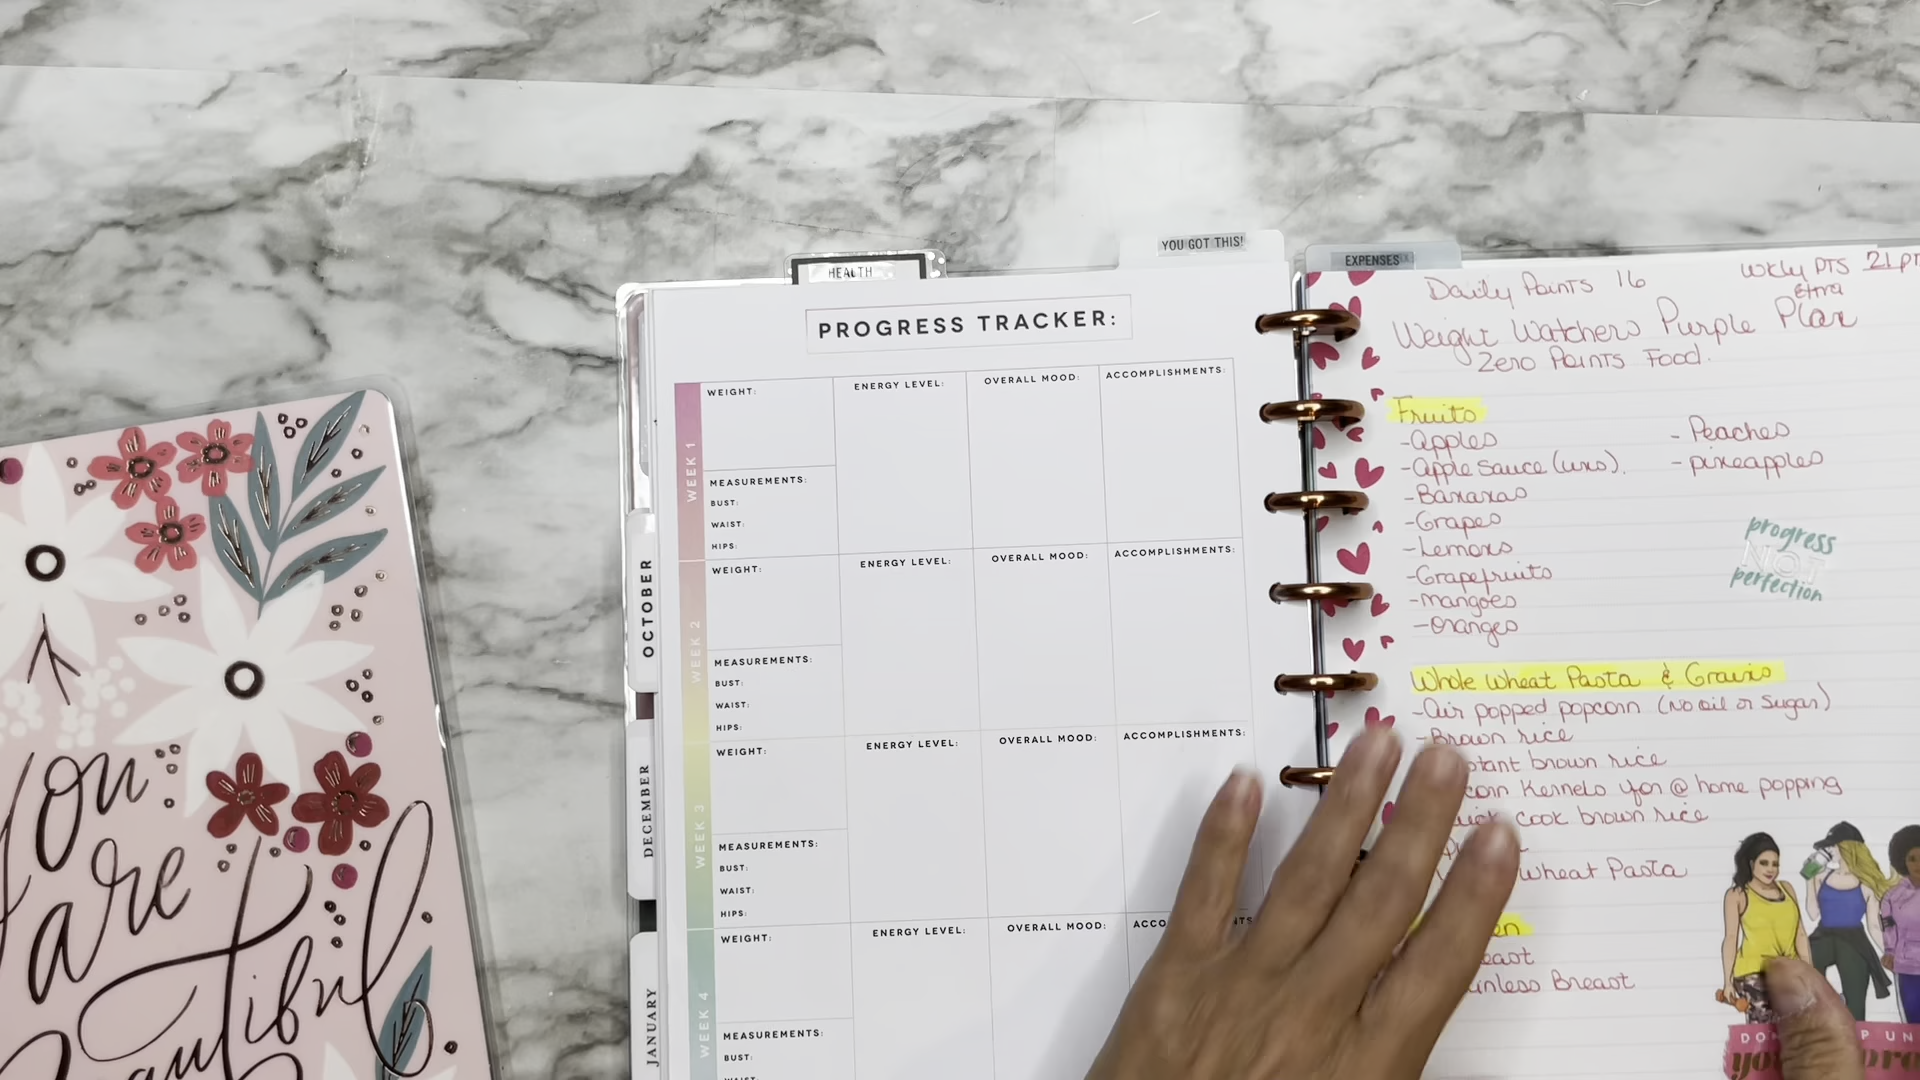 You
are
Beautiful
HEALTH
YOU GOT THIS!
OCTOBER
DECEMBER
JANUARY
PROGRESS TRACKER:
WEEK 1
WEIGHT:
ENERGY LEVEL:
OVERALL MOOD:
ACCOMPLISHMENTS:
MEASUREMENTS:
BUST:
WAIST:
HIPS:
WEEK 2
WEIGHT:
ENERGY LEVEL:
OVERALL MOOD:
ACCOMPLISHMENTS:
MEASUREMENTS:
BUST:
WAIST:
HIPS:
WEEK 3
WEIGHT:
ENERGY LEVEL:
OVERALL MOOD:
ACCOMPLISHMENTS:
MEASUREMENTS:
BUST:
WAIST:
HIPS:
WEEK 4
WEIGHT:
ENERGY LEVEL:
OVERALL MOOD:
MEASUREMENTS:
BUST:
EXPENSES
Daily Points 16
Wkly PTS 21
Extra
Weight Watchers Purple Plan
Zero Points Food.
Fruits
-Apples
- Peaches
-Apple Sauce
- pineapples
-Bananas
-Grapes
-Lemons
-Grapefruits
-mangoes
-Oranges
progress
NOT
perfection
Whole Wheat Pasta & Grains
-Air popped popcorn (No oil or Sugar)
-Brown rice
brown rice
Kernels for @ home popping
cook brown rice
wheat Pasta
Breast